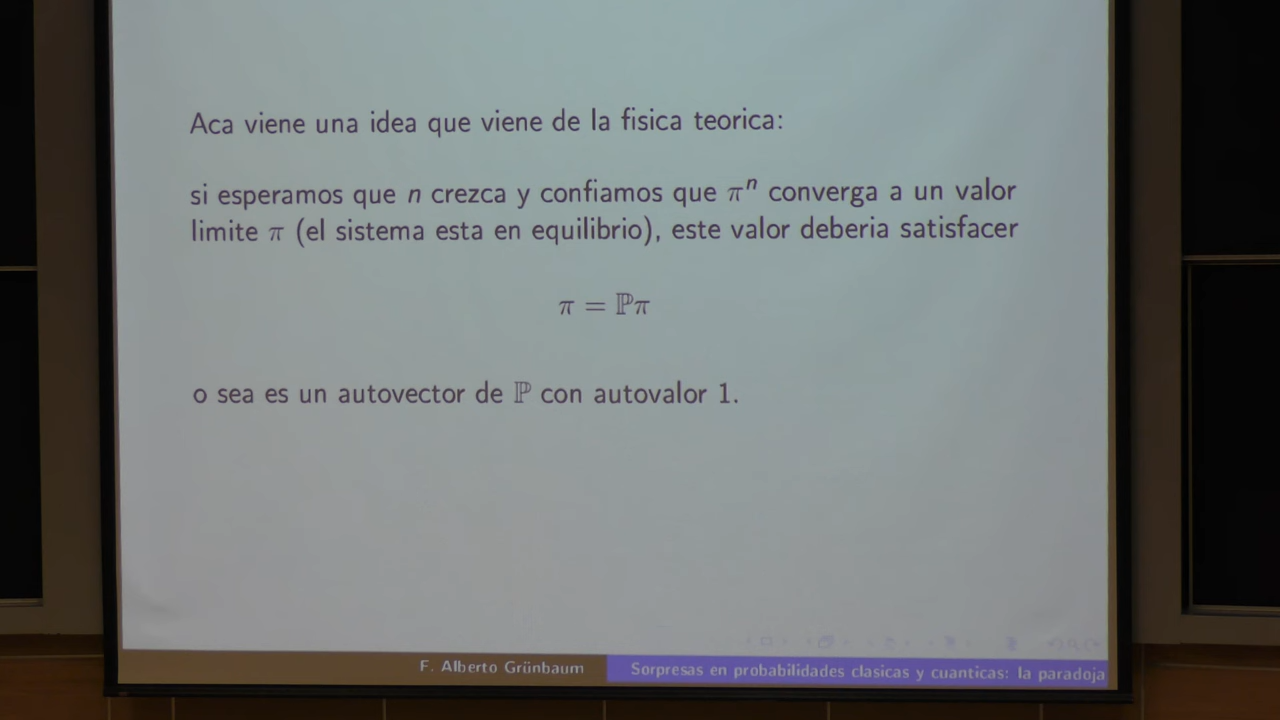 Aca viene una idea que viene de la fisica teorica:
si esperamos que n crezca y confiamos que πⁿ converga a un valor
limite π (el sistema esta en equilibrio), este valor deberia satisfacer
π = ℙπ
o sea es un autovector de ℙ con autovalor 1.
F. Alberto Grünbaum
Sorpresas en probabilidades clasicas y cuanticas: la paradoja